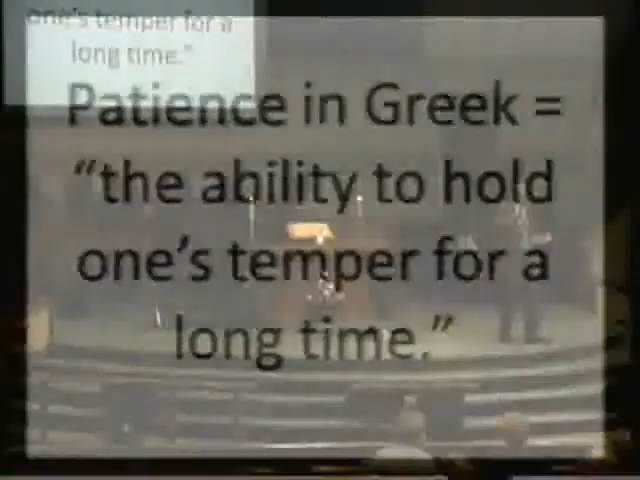 one's temper for a
long time."
Patience in Greek =
"the ability to hold
one's temper for a
long time."